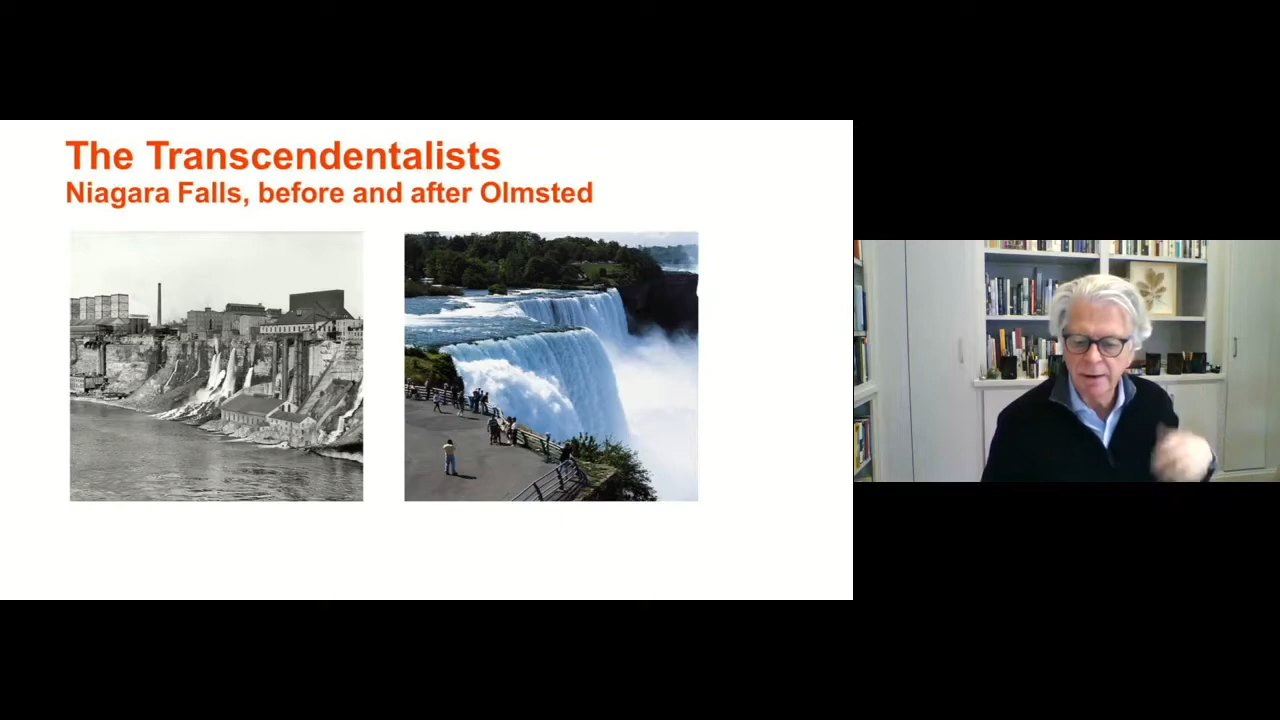 The Transcendentalists
Niagara Falls, before and after Olmsted